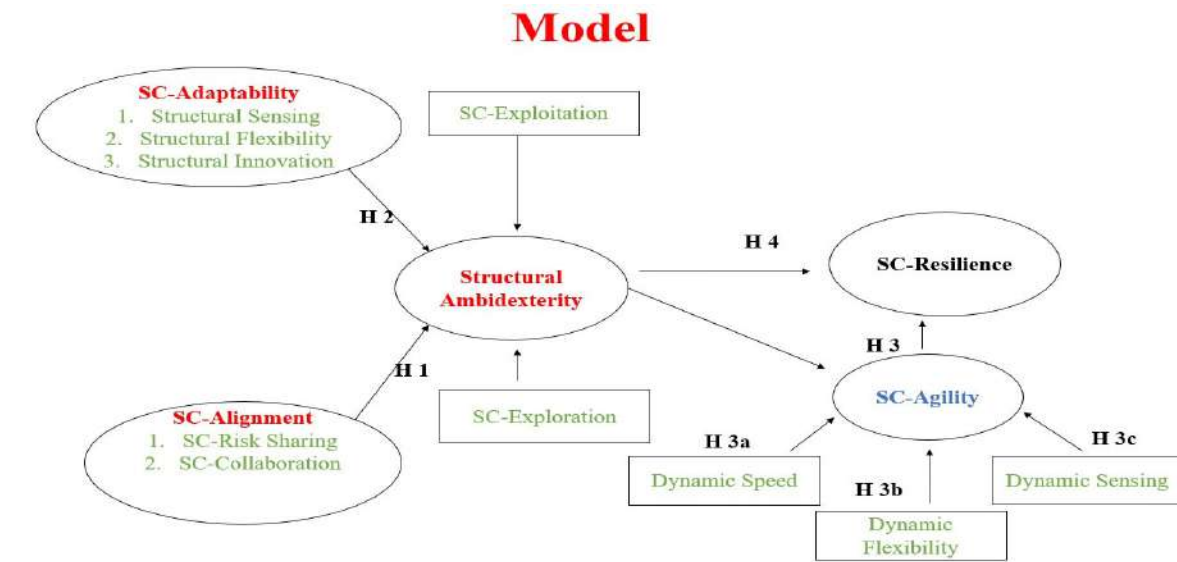 Model
SC-Adaptability
1. Structural Sensing
2. Structural Flexibility
3. Structural Innovation
SC-Exploitation
H 2
H 4
Structural
Ambidexterity
SC-Resilience
H 3
H 1
SC-Alignment
1. SC-Risk Sharing
2. SC-Collaboration
SC-Exploration
SC-Agility
H 3a
H 3c
Dynamic Speed
H 3b
Dynamic Sensing
Dynamic
Flexibility